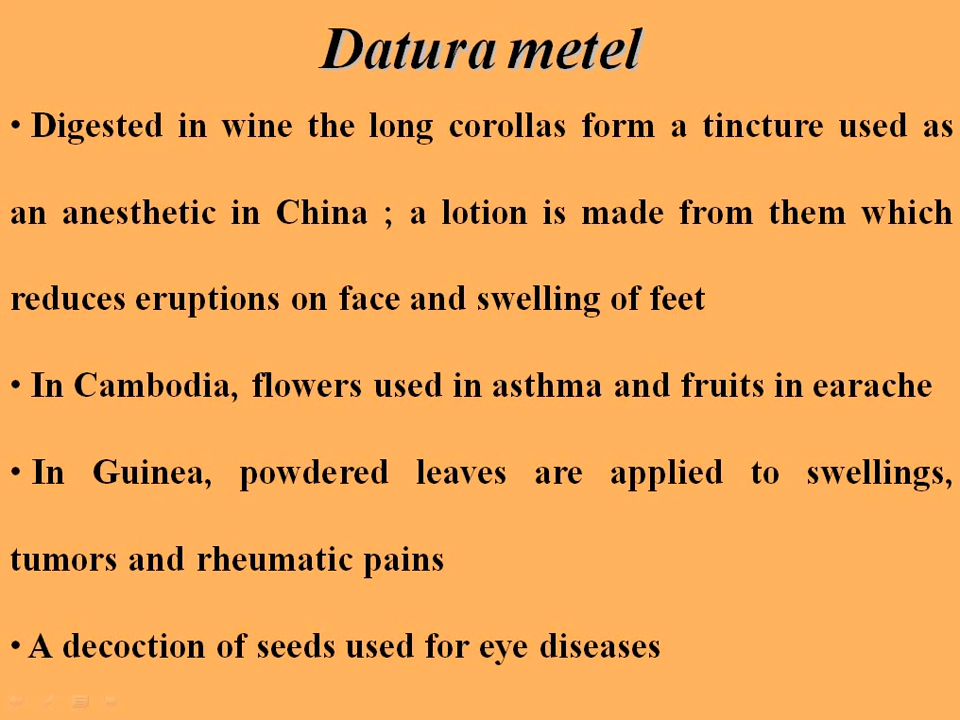 Datura metel
• Digested in wine the long corollas form a tincture used as
an anesthetic in China ; a lotion is made from them which
reduces eruptions on face and swelling of feet
• In Cambodia, flowers used in asthma and fruits in earache
• In Guinea, powdered leaves are applied to swellings,
tumors and rheumatic pains
• A decoction of seeds used for eye diseases